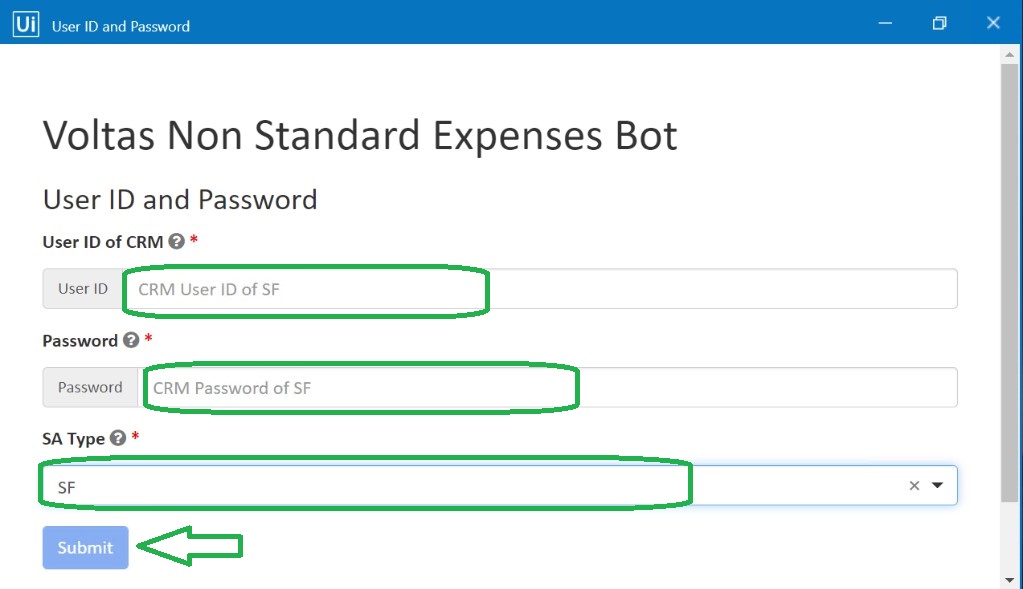 Ui User ID and Password
Voltas Non Standard Expenses Bot
User ID and Password
User ID of CRM ? *
User ID CRM User ID of SF
Password ? *
Password CRM Password of SF
SA Type ? *
SF
Submit